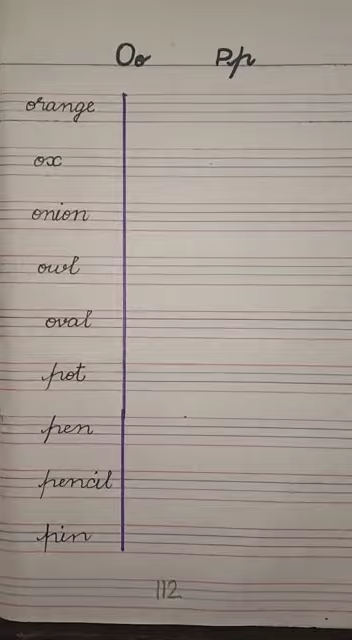 Oo Pp
orange
ox
onion
owl
oval
pot
pen
pencil
pin
112